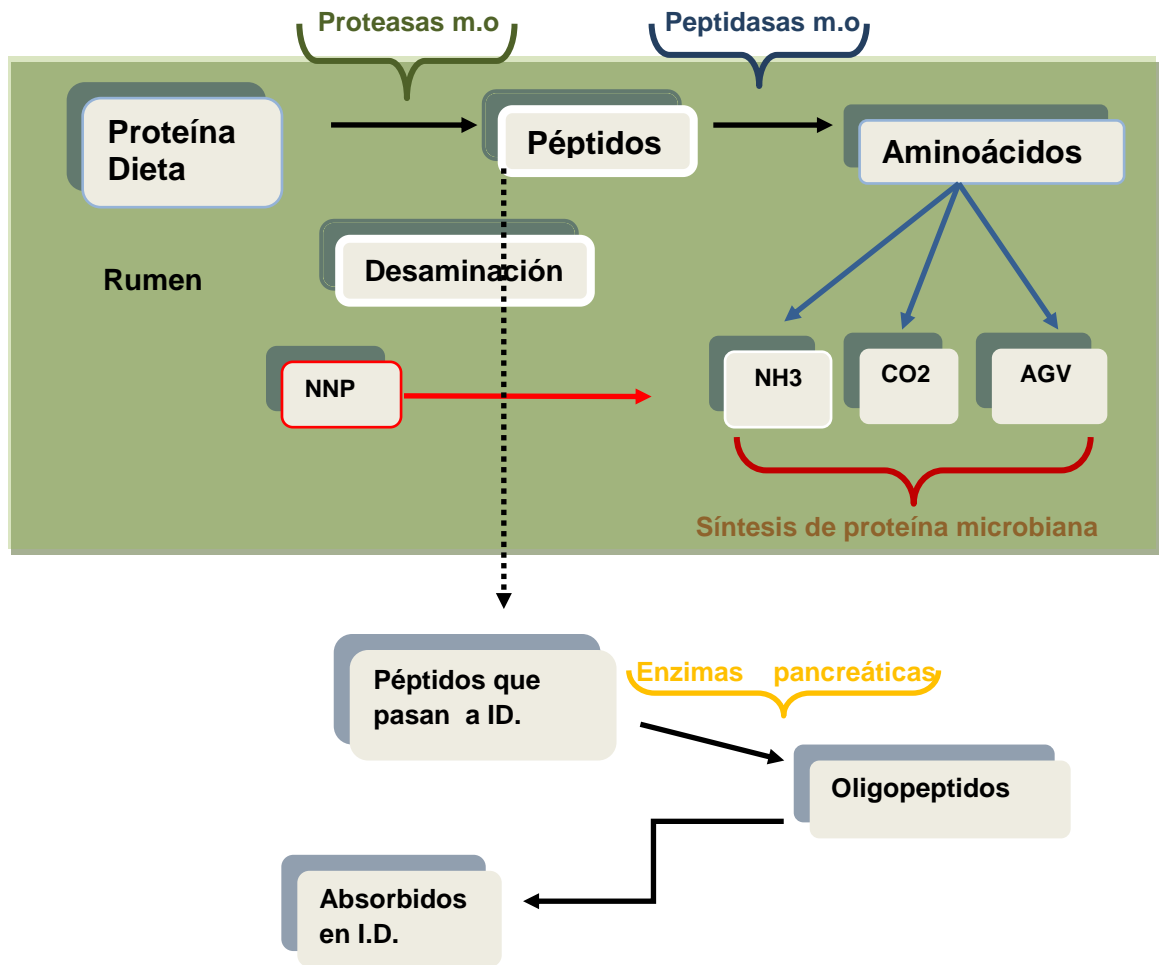 Proteasas m.o
Peptidasas m.o
Proteína
Dieta
Péptidos
Aminoácidos
Desaminación
Rumen
NNP
NH3
CO2
AGV
Síntesis de proteína microbiana
Péptidos que
pasan a ID.
Enzimas pancreáticas
Oligopeptidos
Absorbidos
en I.D.